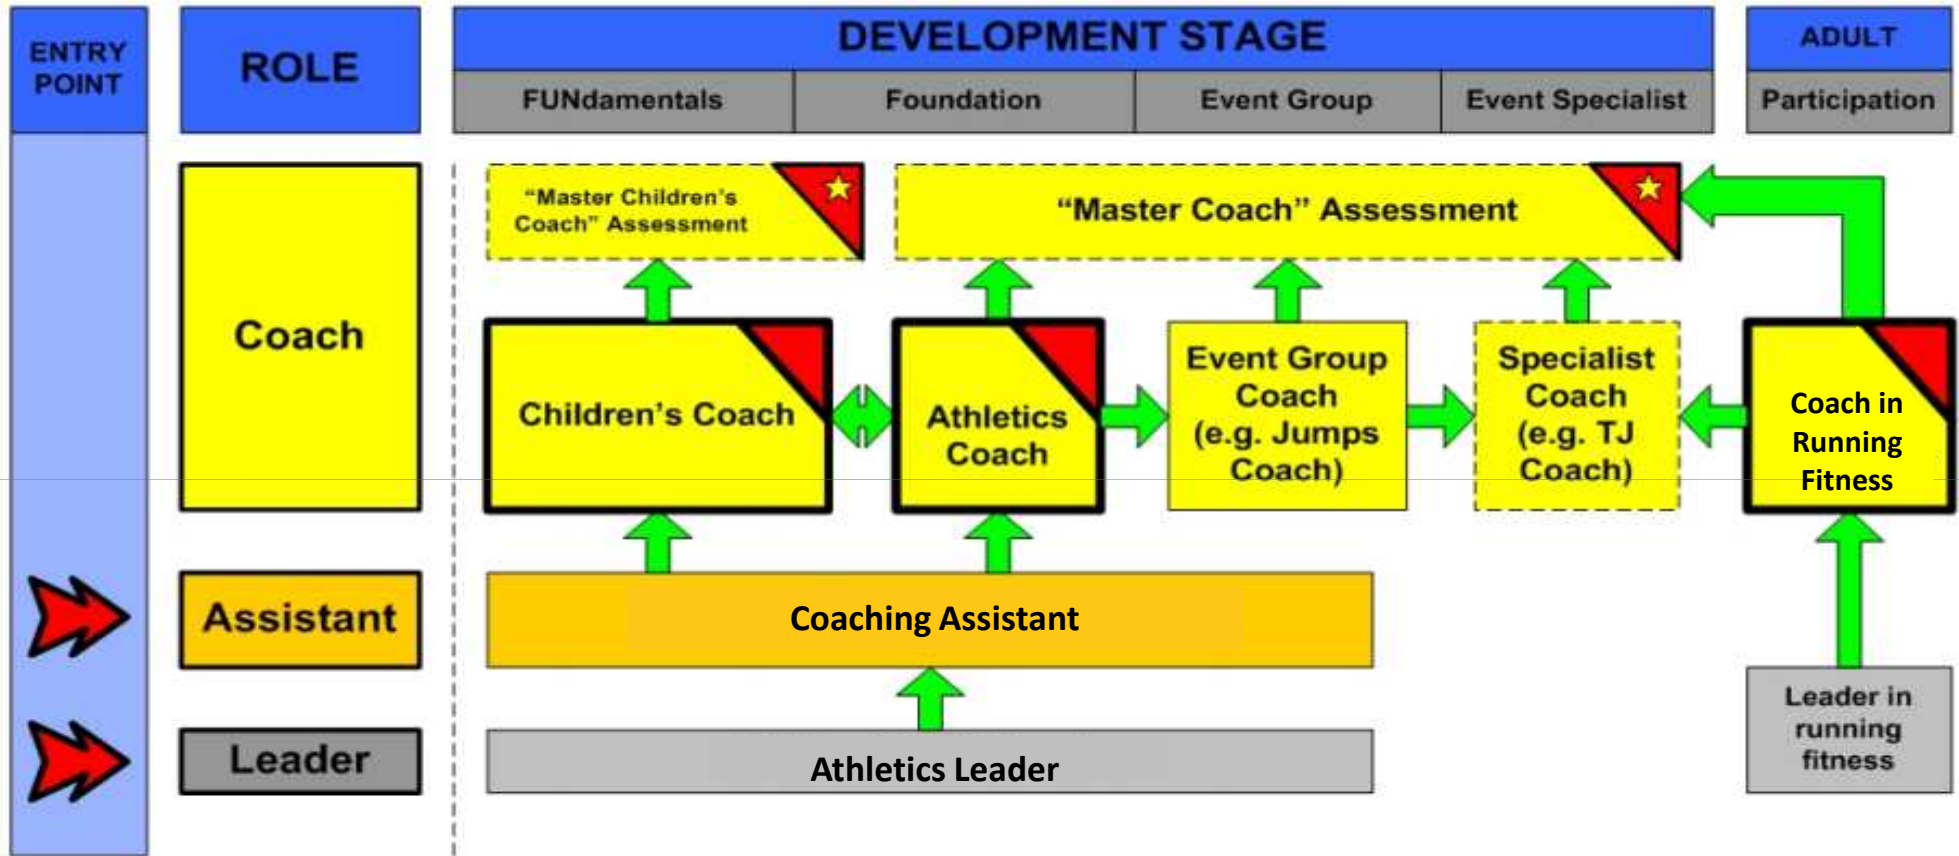 ENTRY
POINT
ROLE
DEVELOPMENT STAGE
ADULT
FUNdamentals
Foundation
Event Group
Event Specialist
Participation
“Master Children’s
Coach” Assessment
“Master Coach” Assessment
Coach
Children’s Coach
Athletics
Coach
Event Group
Coach
(e.g. Jumps
Coach)
Specialist
Coach
(e.g. TJ
Coach)
Coach in
Running
Fitness
Assistant
Coaching Assistant
Leader
Athletics Leader
Leader in
running
fitness